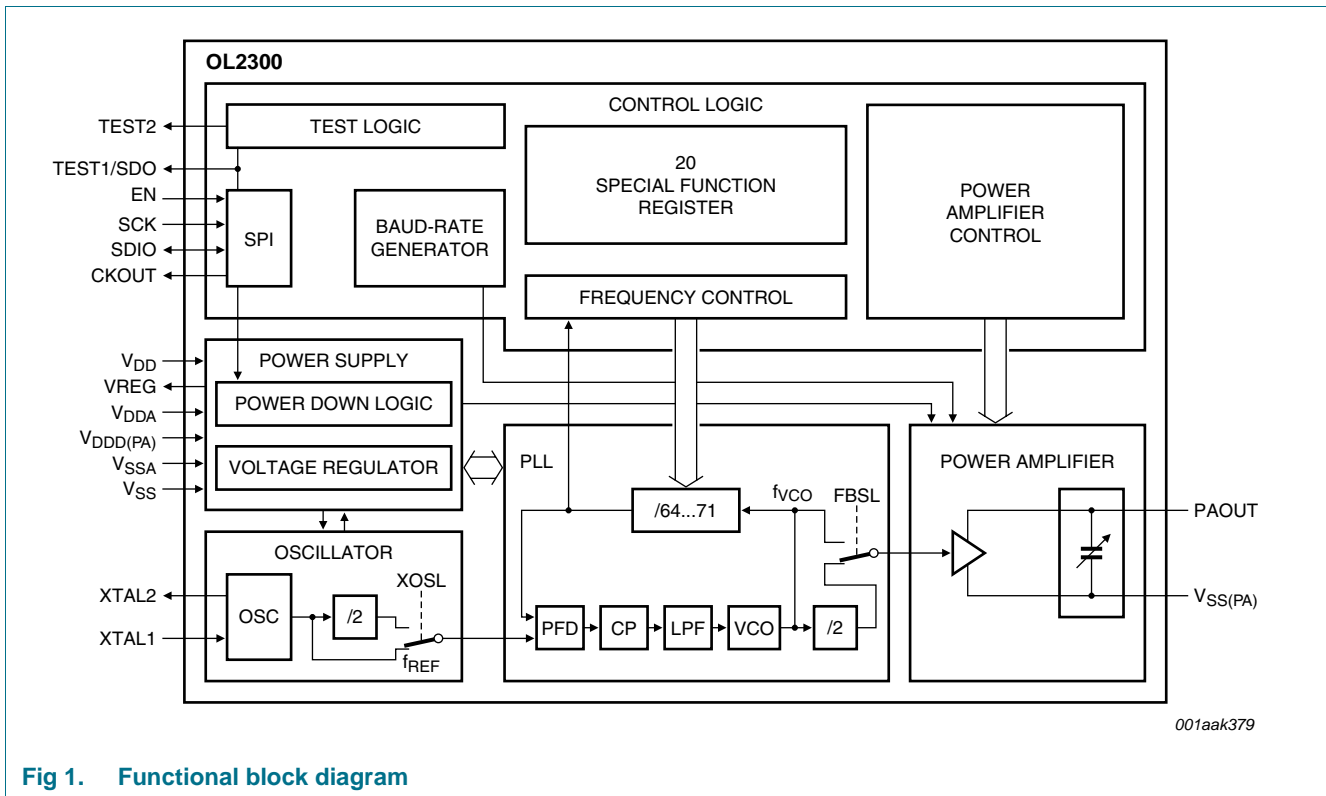 OL2300
CONTROL LOGIC
TEST LOGIC
20
SPECIAL FUNCTION
REGISTER
POWER
AMPLIFIER
CONTROL
SPI
BAUD-RATE
GENERATOR
FREQUENCY CONTROL
TEST2
TEST1/SDO
EN
SCK
SDIO
CKOUT
VDD
VREG
VDDA
VDDD(PA)
VSSA
VSS
POWER SUPPLY
POWER DOWN LOGIC
VOLTAGE REGULATOR
PLL
/64...71
fVCO
FBSL
PFD
CP
LPF
VCO
/2
POWER AMPLIFIER
PAOUT
VSS(PA)
OSCILLATOR
XTAL2
XTAL1
OSC
/2
XOSL
fREF
001aak379
Fig 1. Functional block diagram